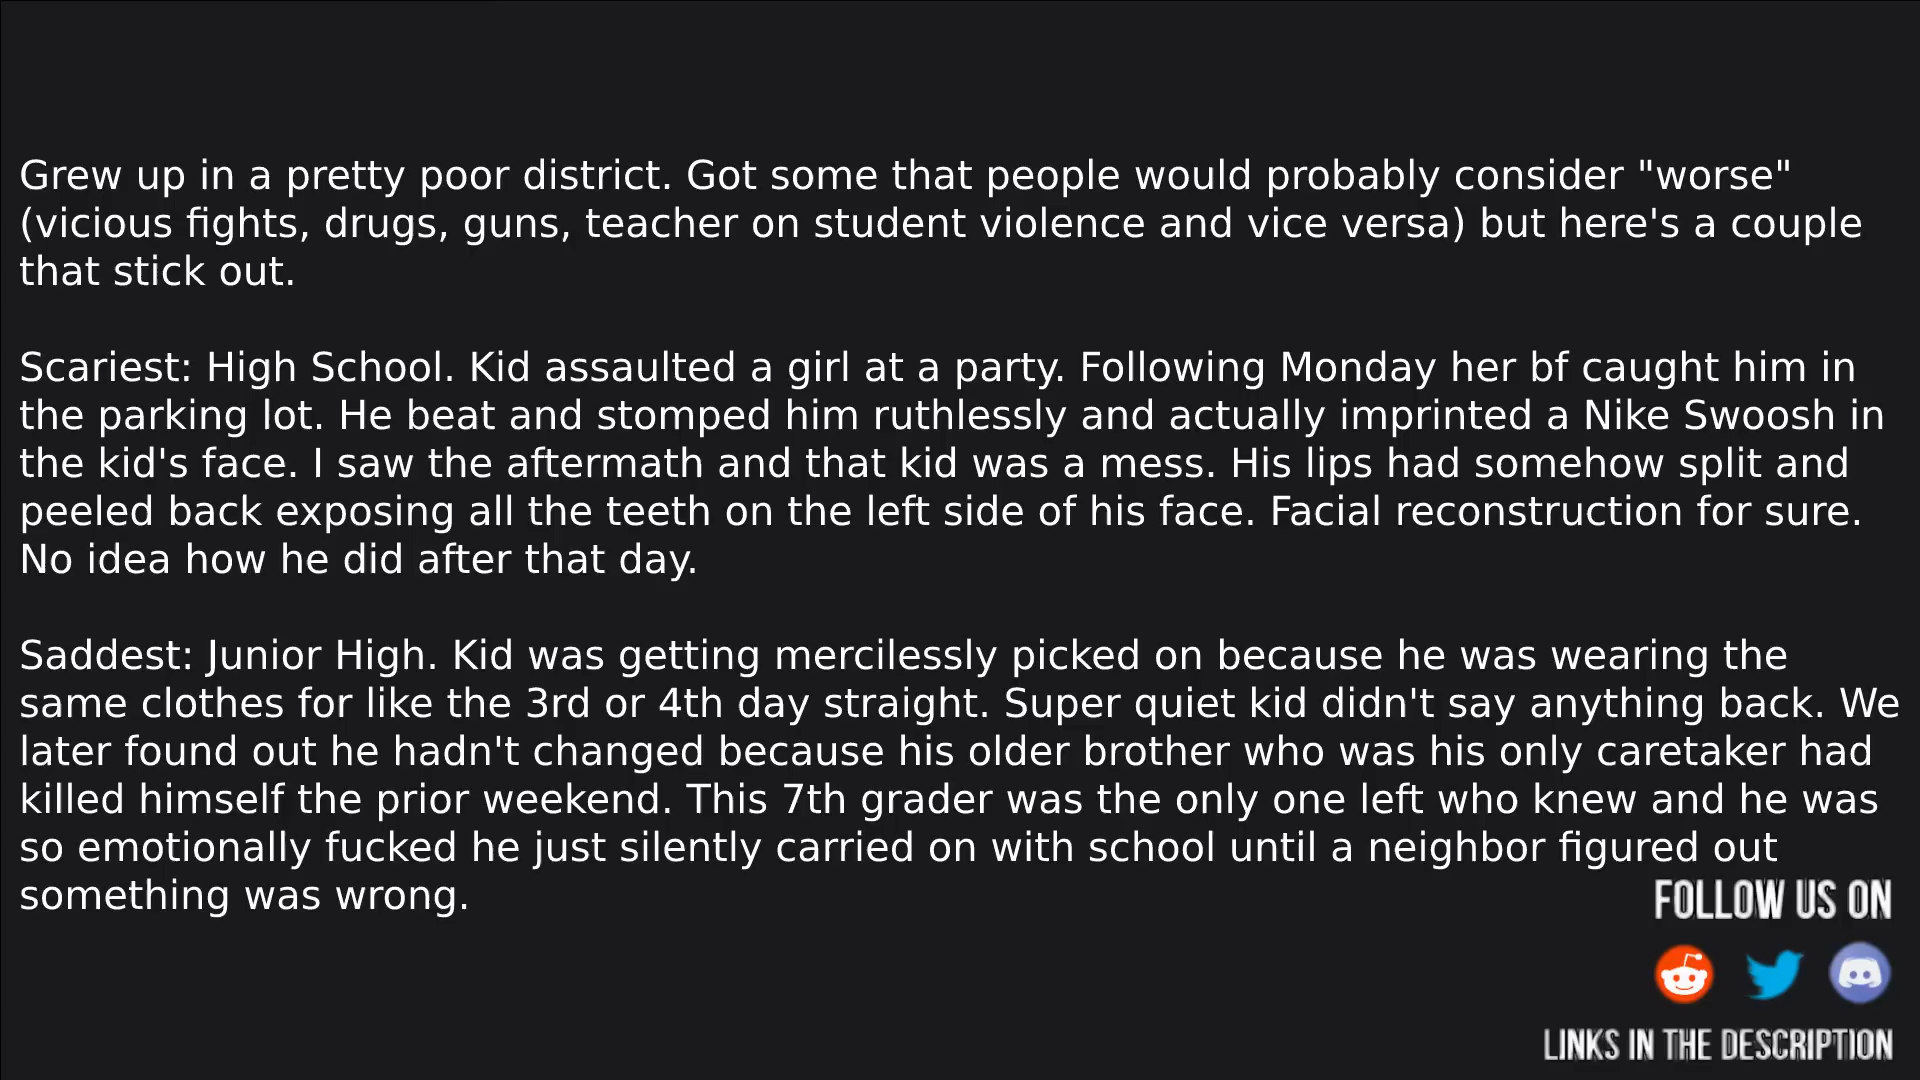 Grew up in a pretty poor district. Got some that people would probably consider "worse"
(vicious fights, drugs, guns, teacher on student violence and vice versa) but here's a couple
that stick out.
Scariest: High School. Kid assaulted a girl at a party. Following Monday her bf caught him in
the parking lot. He beat and stomped him ruthlessly and actually imprinted a Nike Swoosh in
the kid's face. I saw the aftermath and that kid was a mess. His lips had somehow split and
peeled back exposing all the teeth on the left side of his face. Facial reconstruction for sure.
No idea how he did after that day.
Saddest: Junior High. Kid was getting mercilessly picked on because he was wearing the
same clothes for like the 3rd or 4th day straight. Super quiet kid didn't say anything back. We
later found out he hadn't changed because his older brother who was his only caretaker had
killed himself the prior weekend. This 7th grader was the only one left who knew and he was
so emotionally fucked he just silently carried on with school until a neighbor figured out
something was wrong.
FOLLOW US ON
LINKS IN THE DESCRIPTION